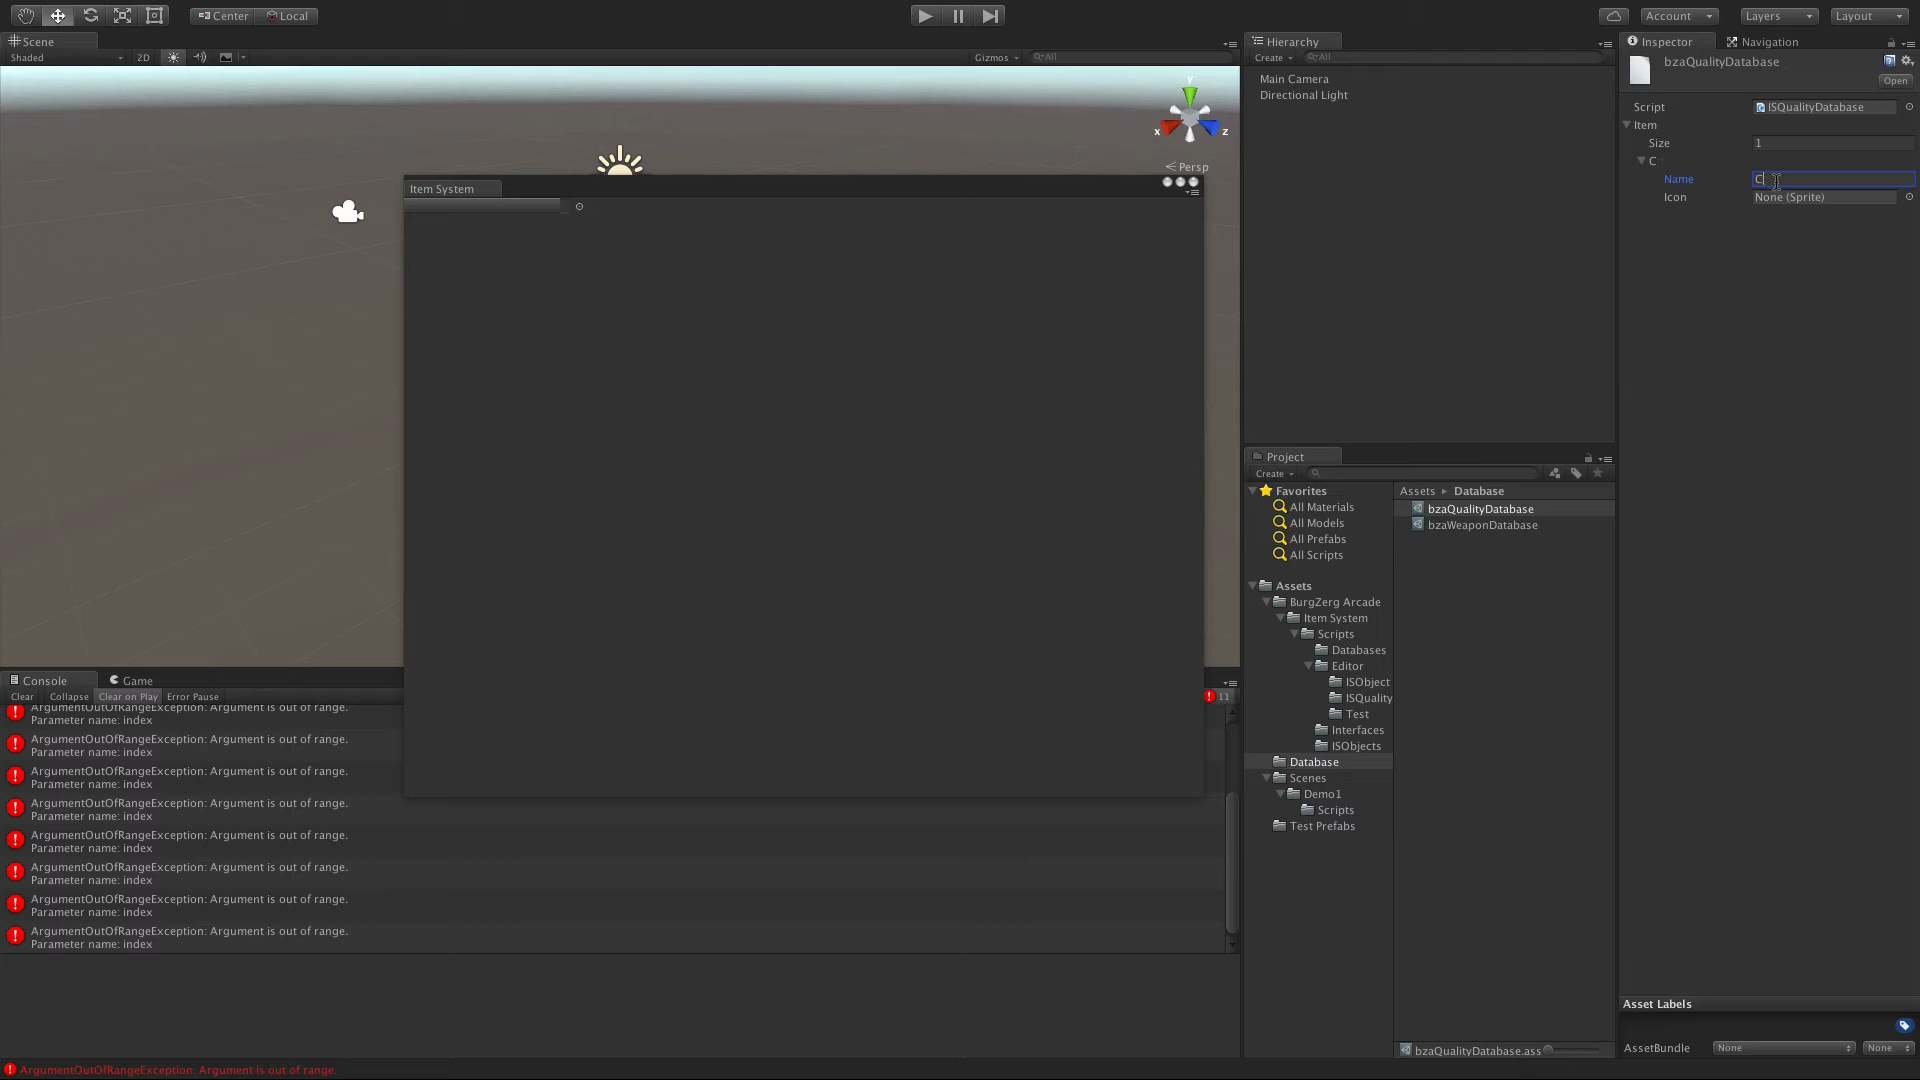 Center
Local
Account
Layers
Layout
Scene
Shaded
2D
Gizmos
All
y
x
z
Persp
Item System
Console
Game
Clear
Collapse
Clear on Play
Error Pause
11
ArgumentOutOfRangeException: Argument is out of range.
Parameter name: index
ArgumentOutOfRangeException: Argument is out of range.
Parameter name: index
ArgumentOutOfRangeException: Argument is out of range.
Parameter name: index
ArgumentOutOfRangeException: Argument is out of range.
Parameter name: index
ArgumentOutOfRangeException: Argument is out of range.
Parameter name: index
ArgumentOutOfRangeException: Argument is out of range.
Parameter name: index
ArgumentOutOfRangeException: Argument is out of range.
Parameter name: index
ArgumentOutOfRangeException: Argument is out of range.
Parameter name: index
ArgumentOutOfRangeException: Argument is out of range.
Hierarchy
Create
All
Main Camera
Directional Light
Project
Create
Favorites
All Materials
All Models
All Prefabs
All Scripts
Assets
BurgZerg Arcade
Item System
Scripts
Databases
Editor
ISObject
ISQuality
Test
Interfaces
ISObjects
Database
Scenes
Demo1
Scripts
Test Prefabs
Assets Database
bzaQualityDatabase
bzaWeaponDatabase
bzaQualityDatabase.ass
Inspector
Navigation
bzaQualityDatabase
Open
Script ISQualityDatabase
Item
Size 1
C
Name C
Icon None (Sprite)
Asset Labels
AssetBundle None None